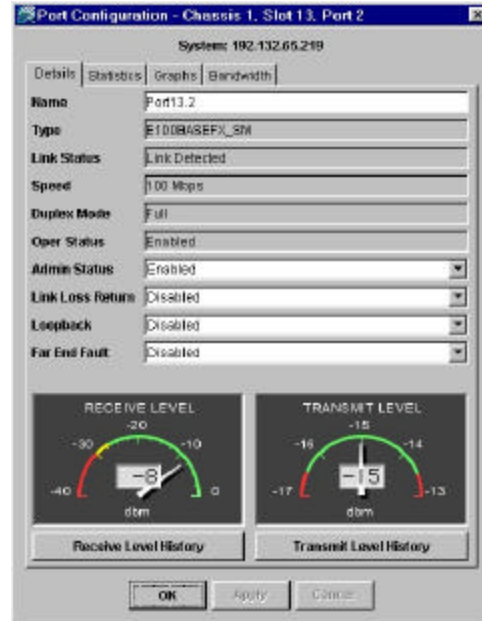 Port Configuration - Chassis 1, Slot 13, Port 2
System: 192.132.65.219
Details Statistics Graphs Bandwidth
Name Port13.2
Type E100BASEFX_SM
Link Status Link Detected
Speed 100 Mbps
Duplex Mode Full
Oper Status Enabled
Admin Status Enabled
Link Loss Return Disabled
Loopback Disabled
Far End Fault Disabled
RECEIVE LEVEL TRANSMIT LEVEL
-20 -15
-30 -10 -16 -14
-8 -15
-40 0 -17 -13
dbm dbm
Receive Level History Transmit Level History
OK Apply Cancel